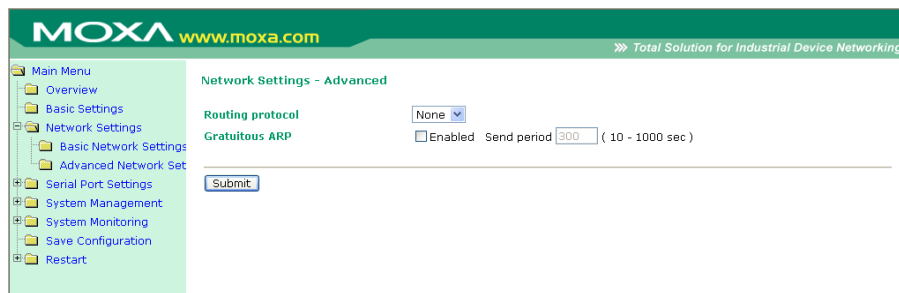 MOXA www.moxa.com
Total Solution for Industrial Device Networking
Main Menu
Overview
Basic Settings
Network Settings
Basic Network Settings
Advanced Network Set
Serial Port Settings
System Management
System Monitoring
Save Configuration
Restart
Network Settings - Advanced
Routing protocol None
Gratuitous ARP Enabled Send period 300 ( 10 - 1000 sec )
Submit